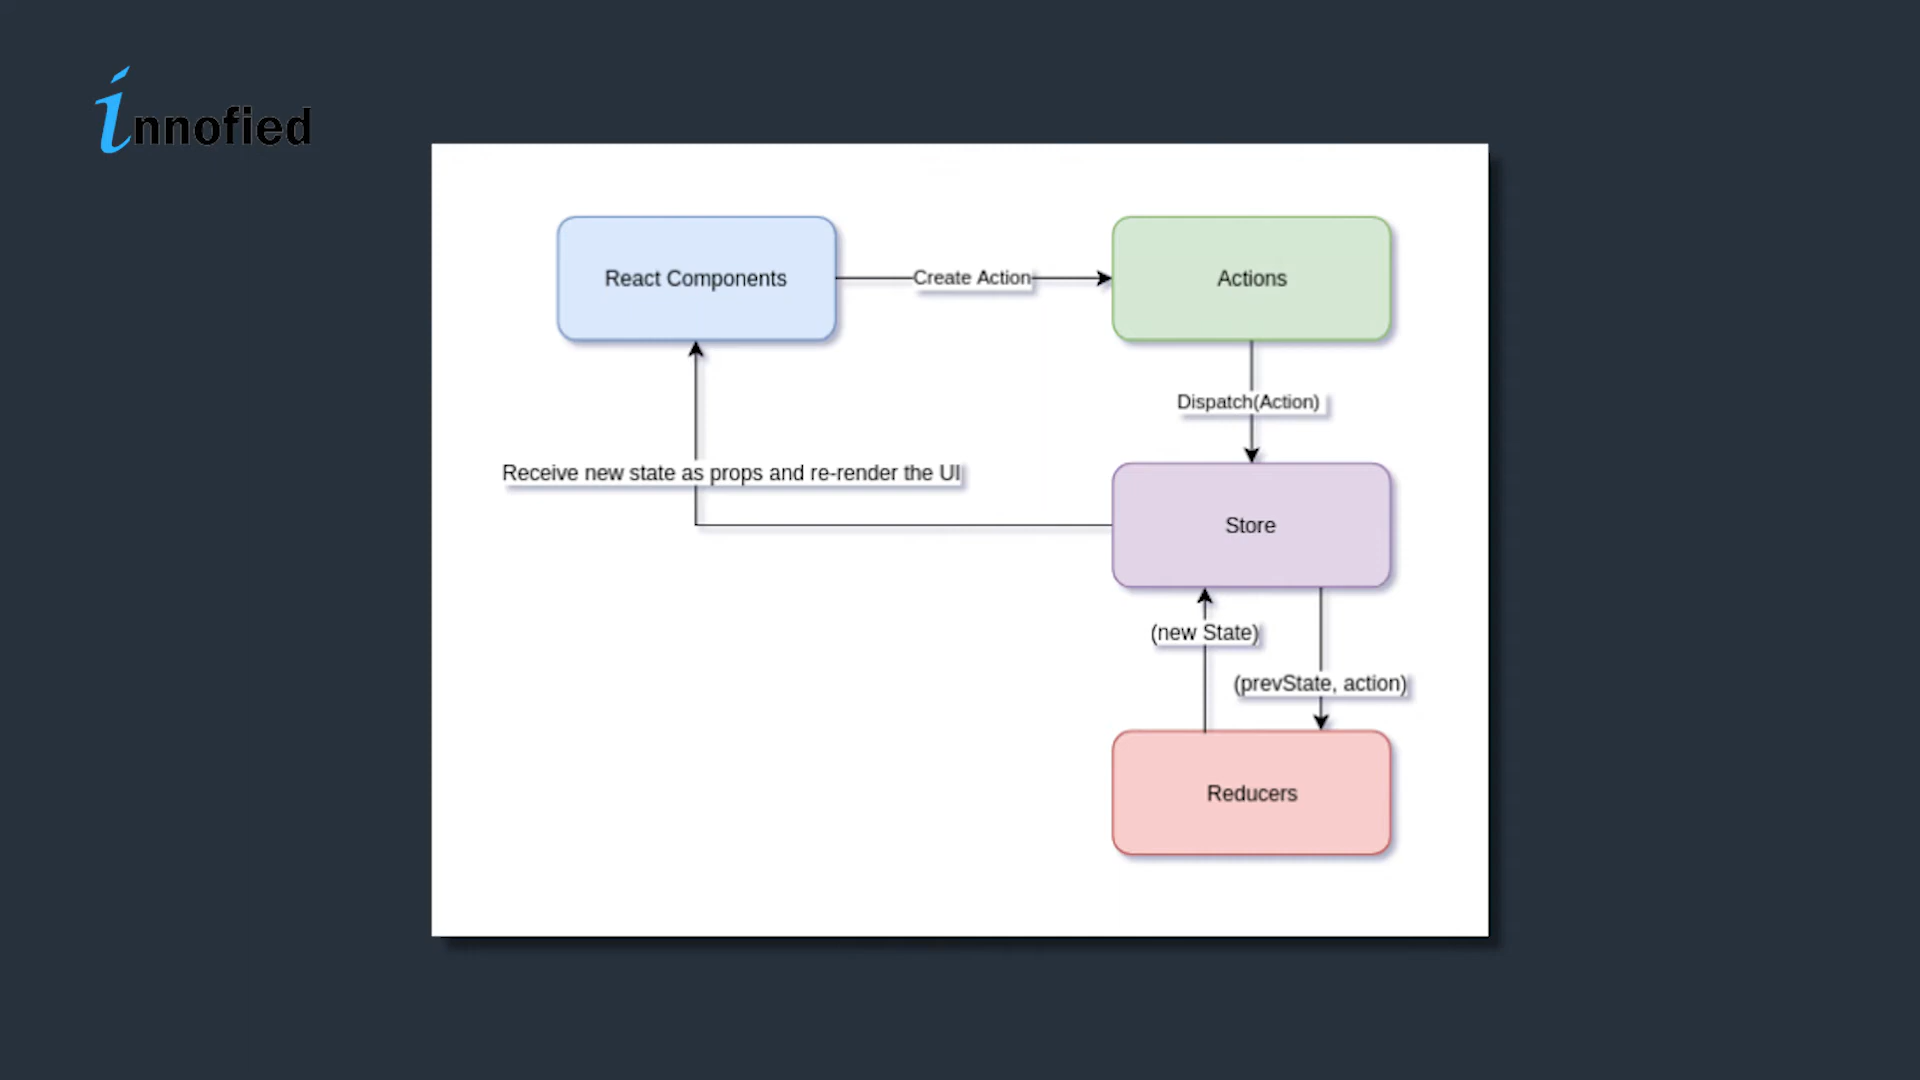 innofied
React Components
Create Action
Actions
Dispatch(Action)
Receive new state as props and re-render the UI
Store
(new State)
(prevState, action)
Reducers